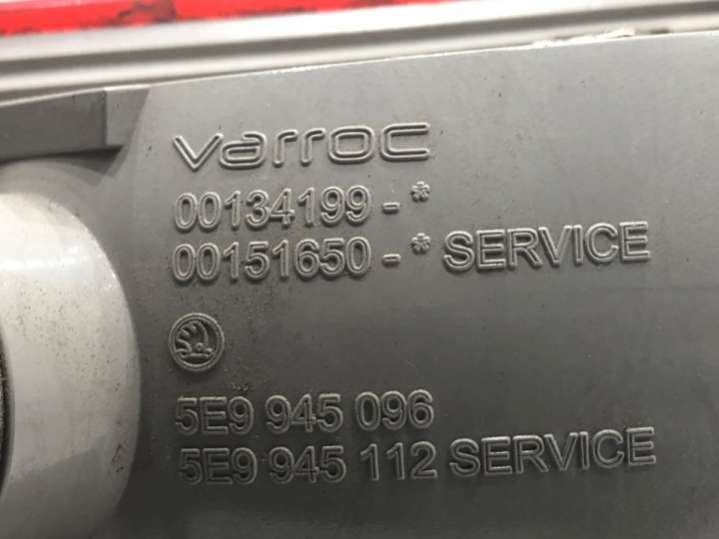 varroc
00134199-*
00151650-* SERVICE
5E9 945 096
5E9 945 112 SERVICE